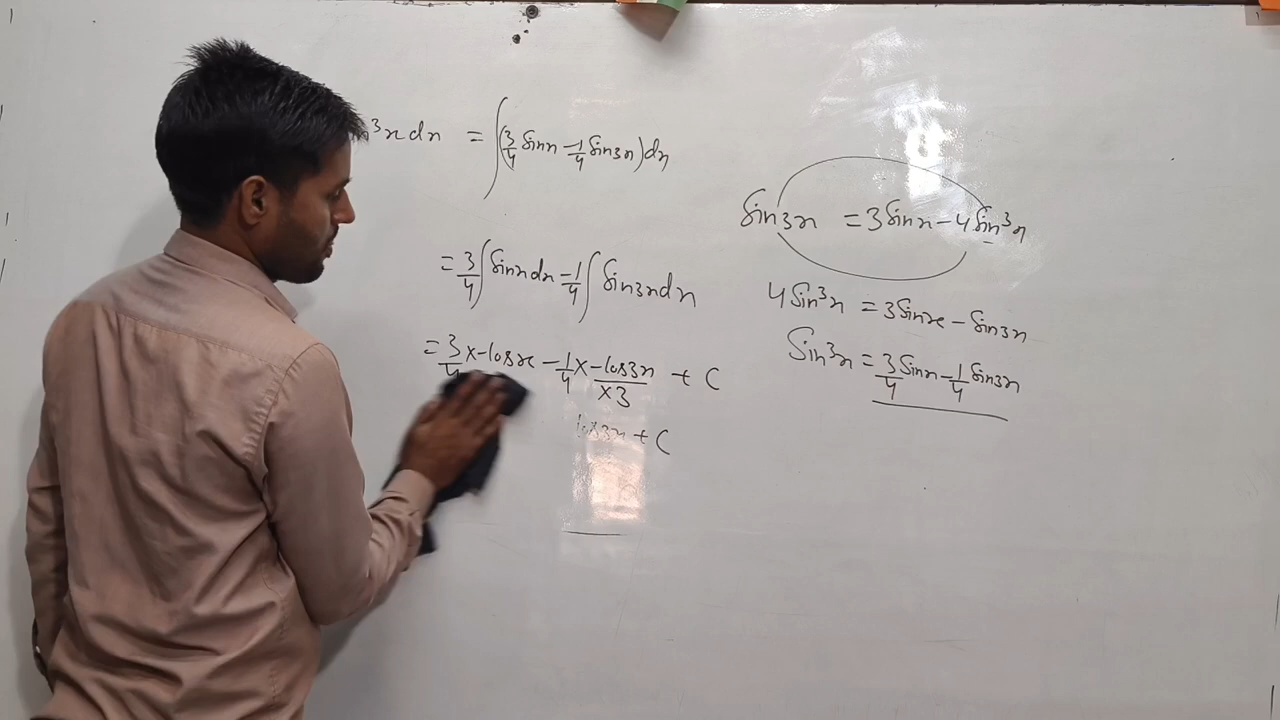 n³x dx = ∫(3/4 Sinx - 1/4 Sin3x)dx
= 3/4 ∫Sinx dx - 1/4 ∫ Sin3x dx
= 3/4 x -Cosx - 1/4 x -Cos3x/x3 + C
Cos3x + C
Sin3x = 3Sinx - 4Sin³x
4Sin³x = 3Sinx - Sin3x
Sin³x = 3/4 Sinx - 1/4 Sin3x